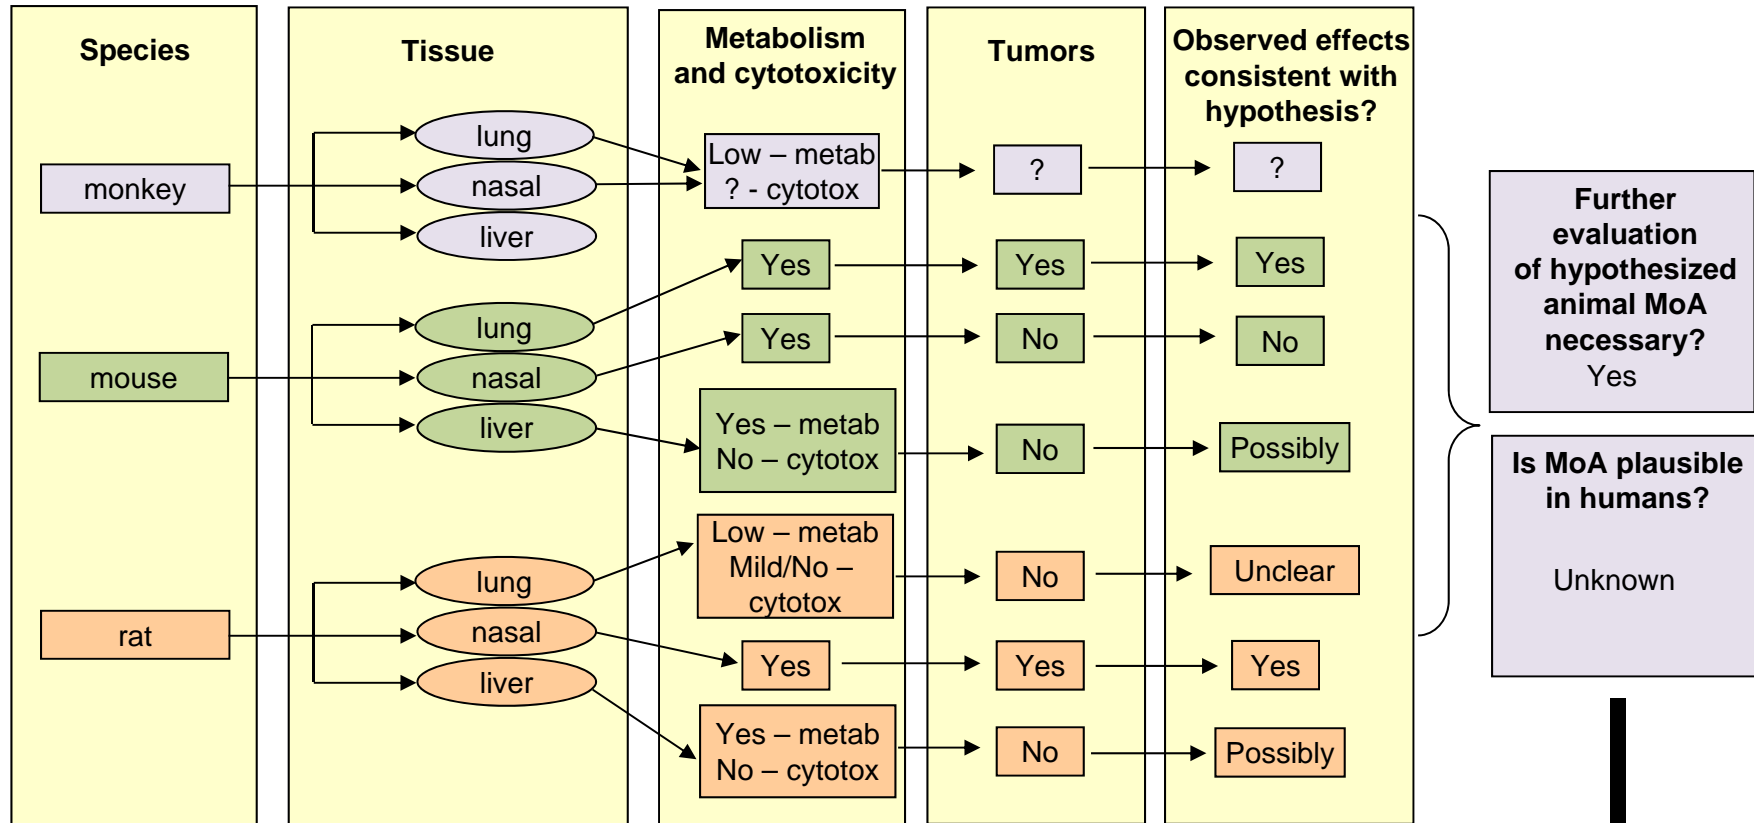 Species
Tissue
Metabolism
and cytotoxicity
Tumors
Observed effects
consistent with
hypothesis?
monkey
lung
nasal
liver
Low – metab
? - cytotox
?
?
mouse
lung
nasal
liver
Yes
Yes
Yes
Yes
No
No
Yes – metab
No – cytotox
No
Possibly
rat
lung
nasal
liver
Low – metab
Mild/No –
cytotox
No
Unclear
Yes
Yes
Yes
Yes – metab
No – cytotox
No
Possibly
Further
evaluation
of hypothesized
animal MoA
necessary?
Yes
Is MoA plausible
in humans?
Unknown